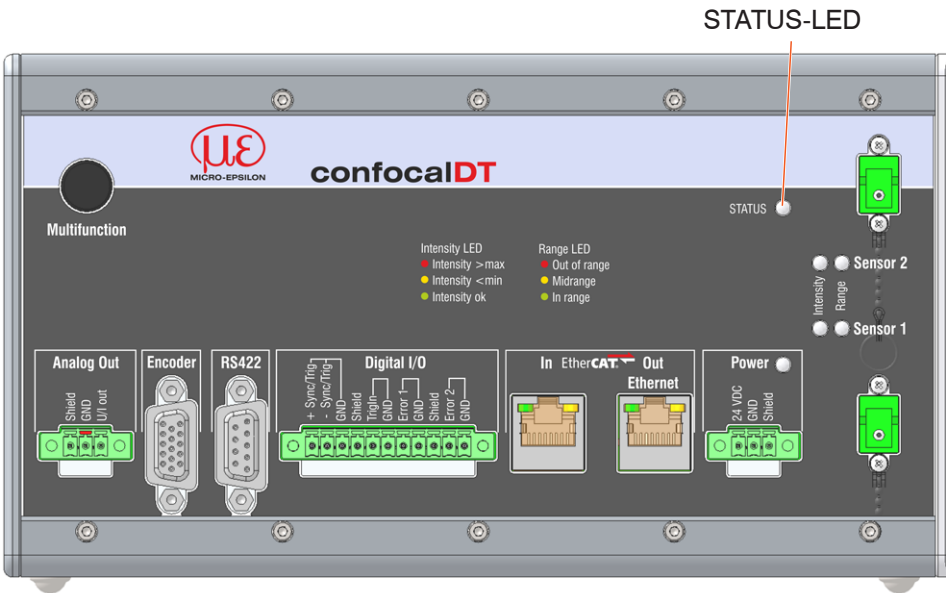 STATUS-LED
με
MICRO-EPSILON
confocalDT
Multifunction
STATUS
Intensity LED
Intensity >max
Intensity <min
Intensity ok
Range LED
Out of range
Midrange
In range
Sensor 2
Intensity
Range
Sensor 1
Analog Out
Shield
GND
U/I out
Encoder
RS422
Digital I/O
+ Sync/Trig
- Sync/Trig
GND
Shield
TrigIn
GND
Error 1
GND
Shield
Error 2
GND
In EtherCAT Out
Ethernet
Power
24 VDC
GND
Shield